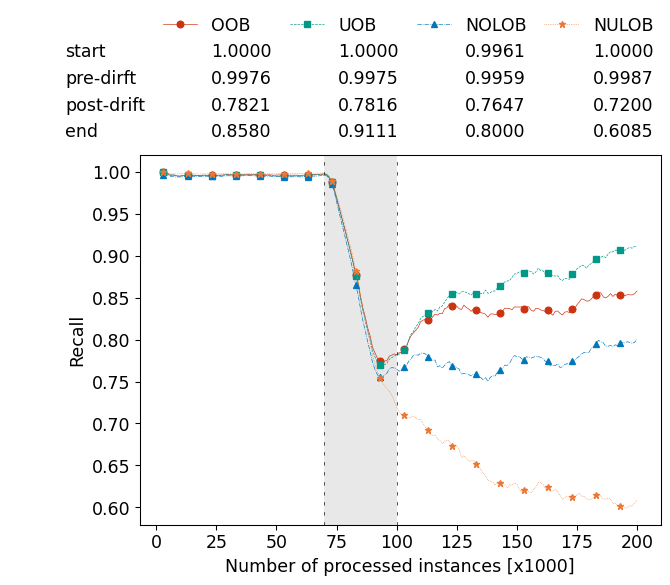 OOB UOB NOLOB NULOB
start 1.0000 1.0000 0.9961 1.0000
pre-dirft 0.9976 0.9975 0.9959 0.9987
post-drift 0.7821 0.7816 0.7647 0.7200
end 0.8580 0.9111 0.8000 0.6085
1.00
0.95
0.90
0.85
0.80
0.75
0.70
0.65
0.60
Recall
0 25 50 75 100 125 150 175 200
Number of processed instances [x1000]